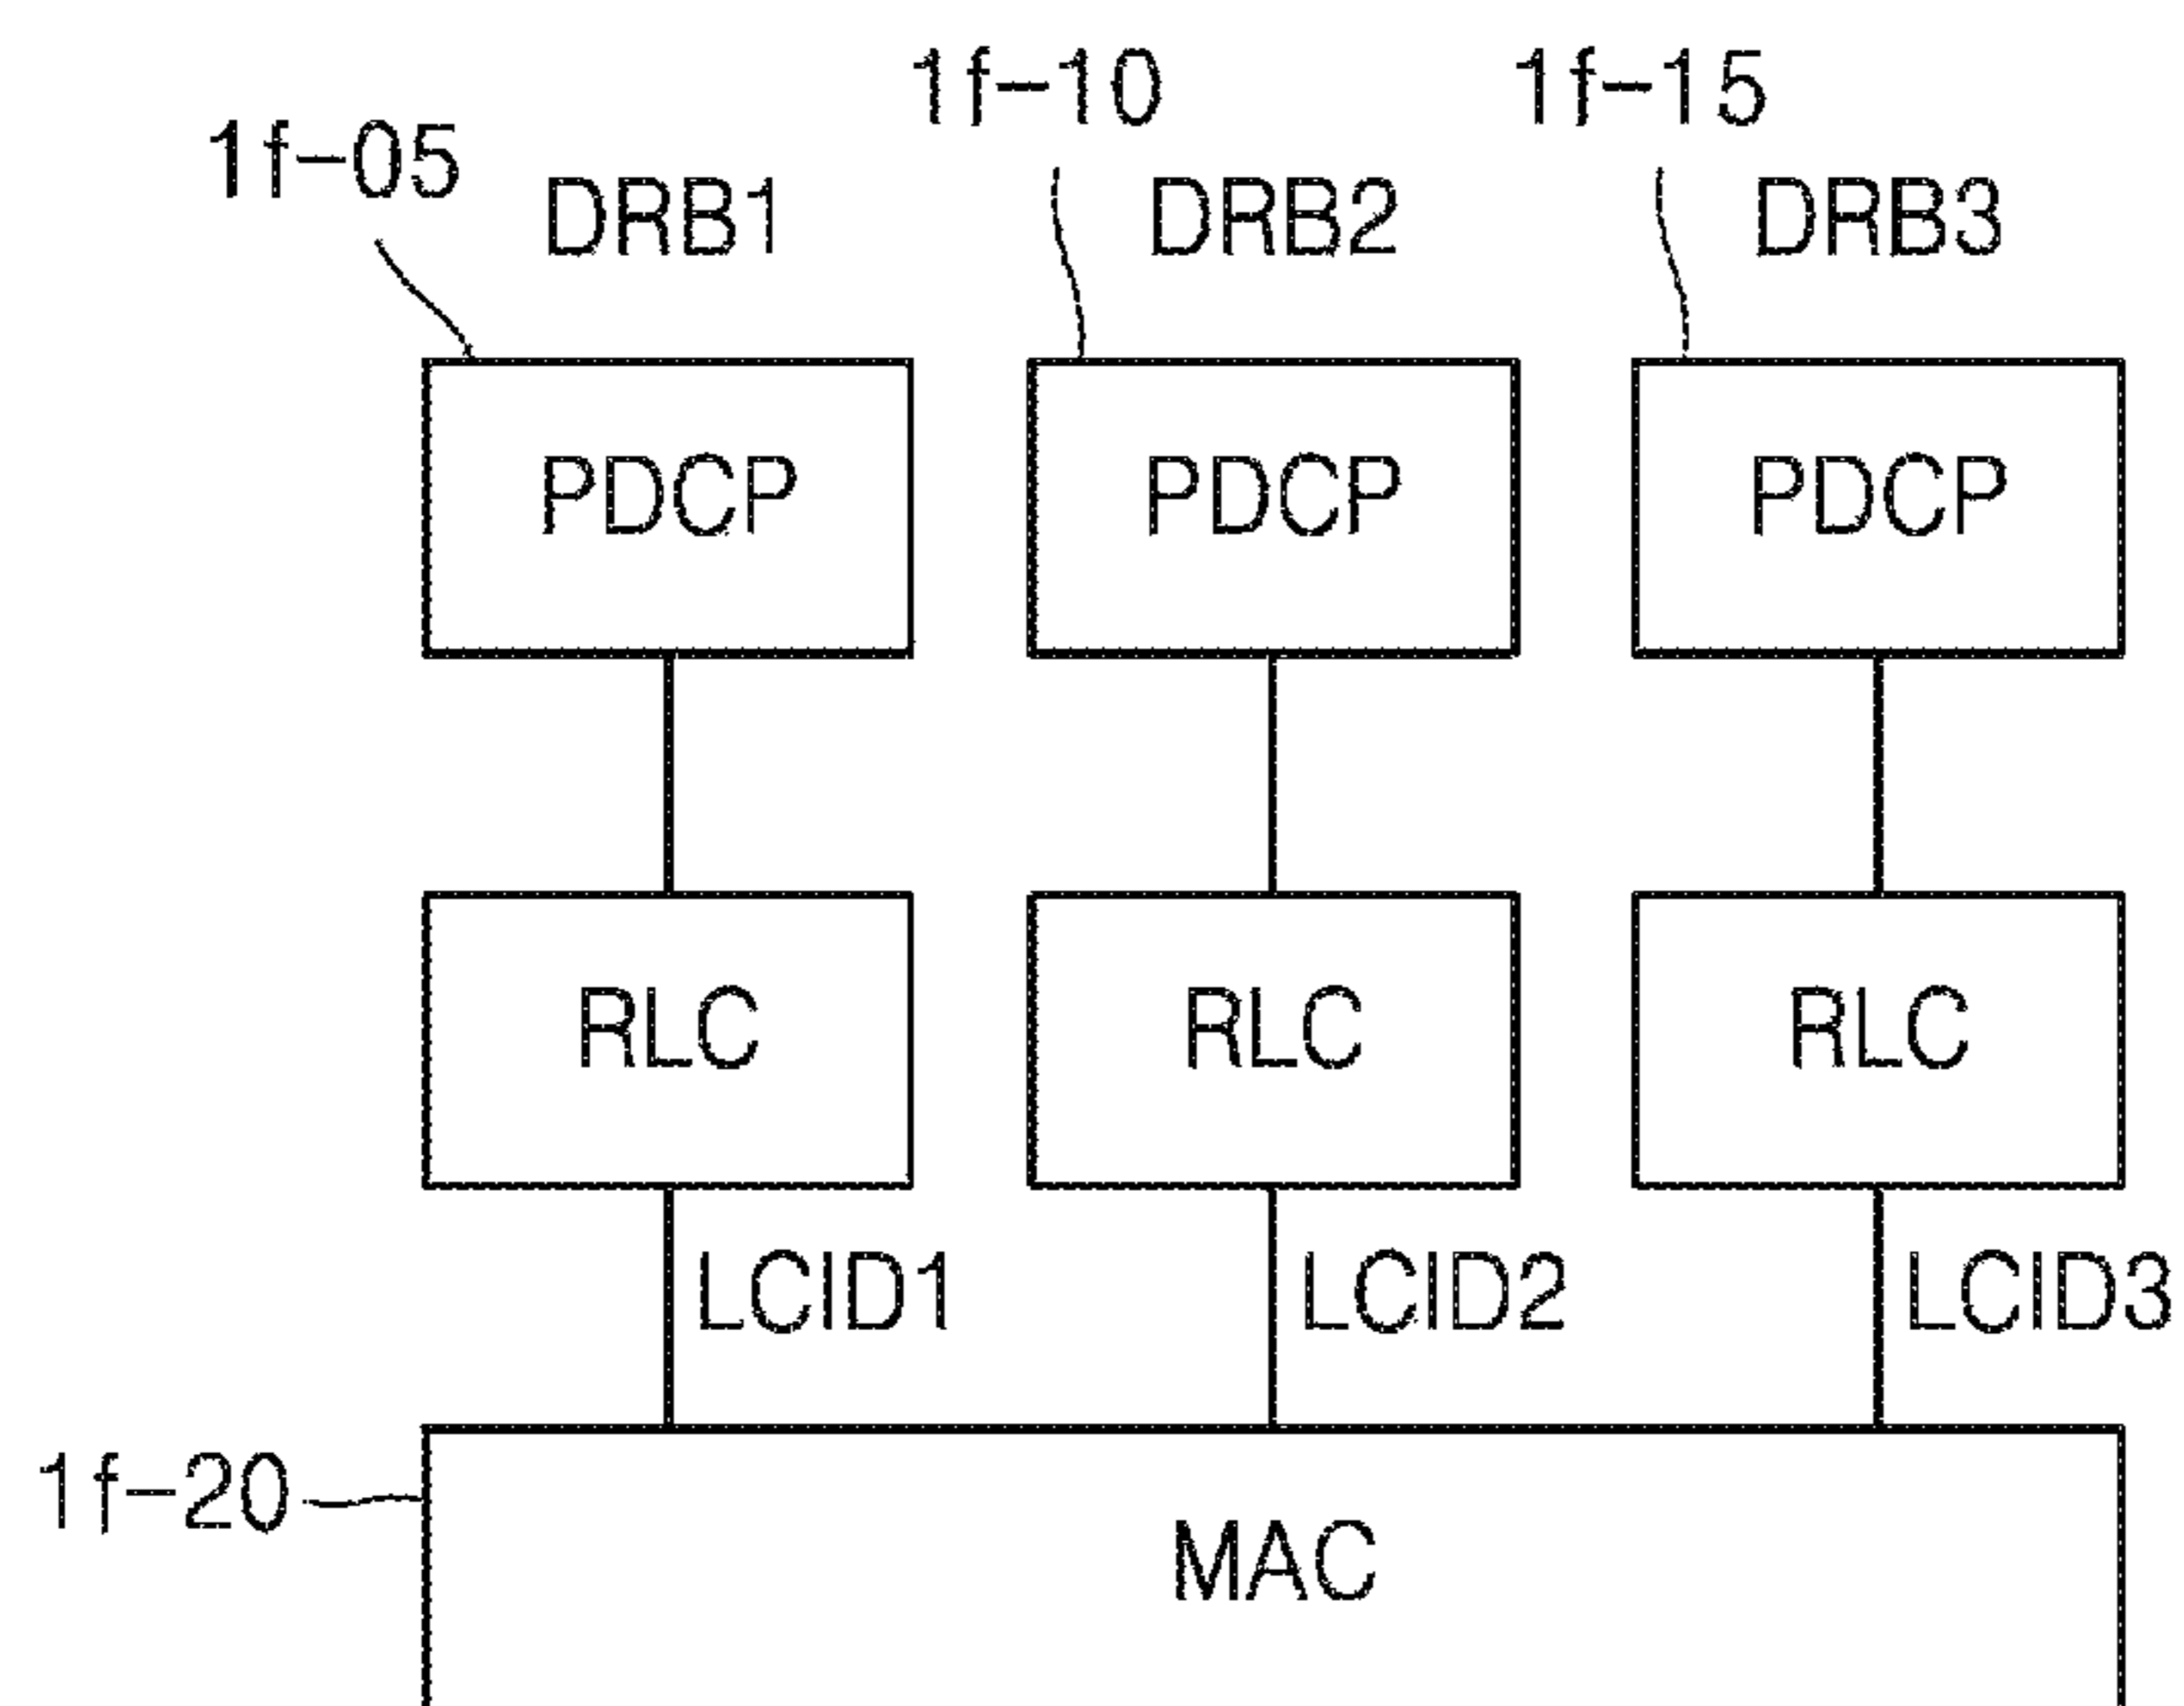 1f-10 1f-15
1f-05 DRB1 DRB2 DRB3
PDCP PDCP PDCP
RLC RLC RLC
LCID1 LCID2 LCID3
1f-20
MAC